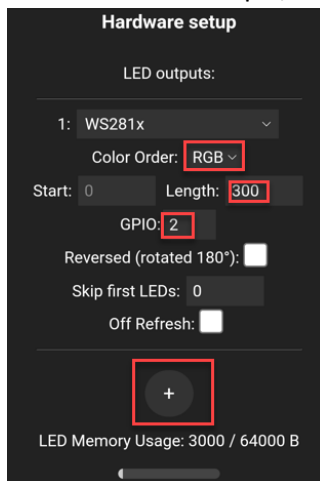 Hardware setup
LED outputs:
1: WS281x
Color Order: RGB
Start: 0 Length: 300
GPIO: 2
Reversed (rotated 180°):
Skip first LEDs: 0
Off Refresh:
+
LED Memory Usage: 3000 / 64000 B